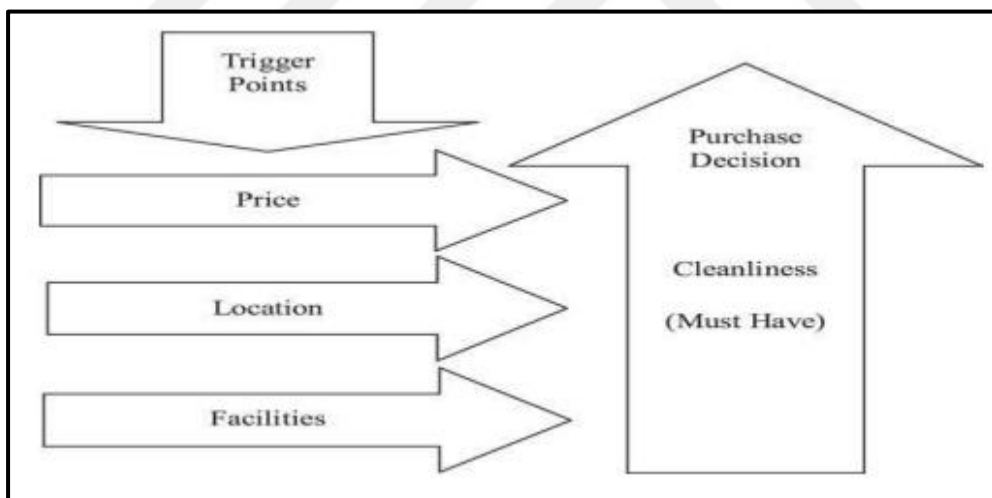 Trigger
Points
Price
Location
Facilities
Purchase
Decision
Cleanliness
(Must Have)